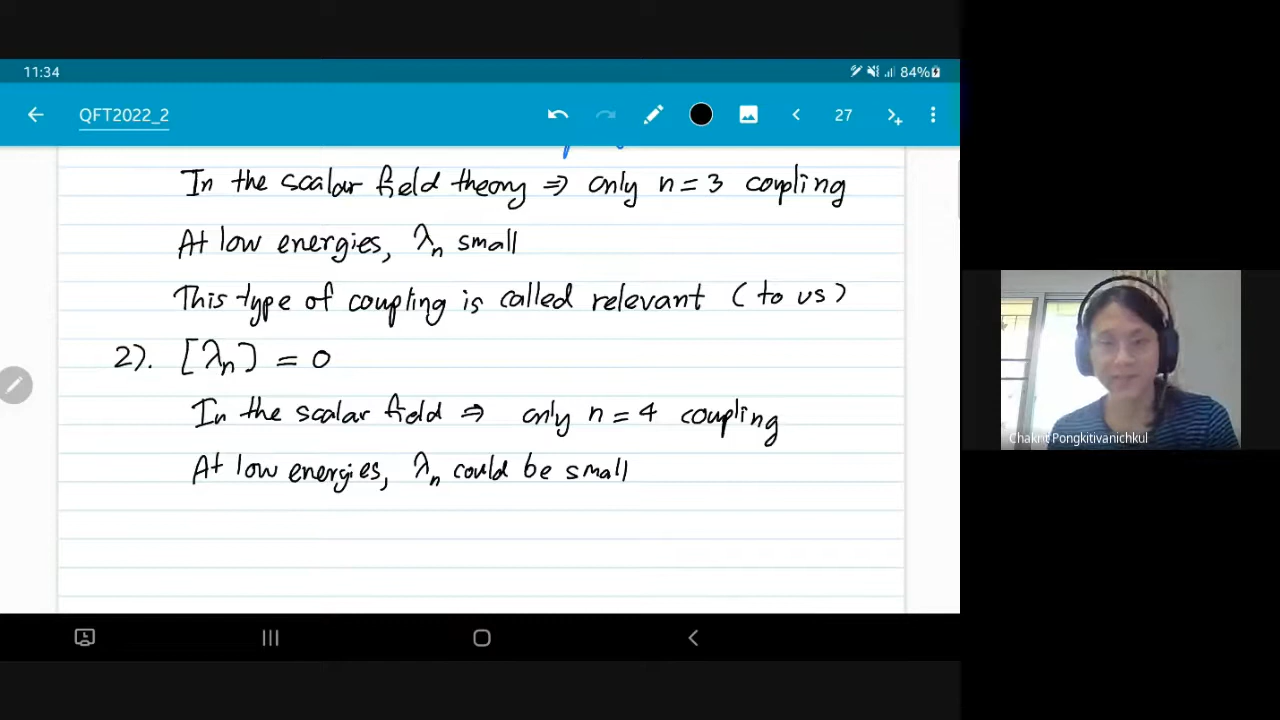 11:34
84%
QFT2022_2
27
In the scalar field theory ⇒ only n = 3 coupling
At low energies, λn small
This type of coupling is called relevant (to us)
2). [λn] = 0
In the scalar field ⇒ only n = 4 coupling
At low energies, λn could be small
Chakrit Pongkitivanichkul